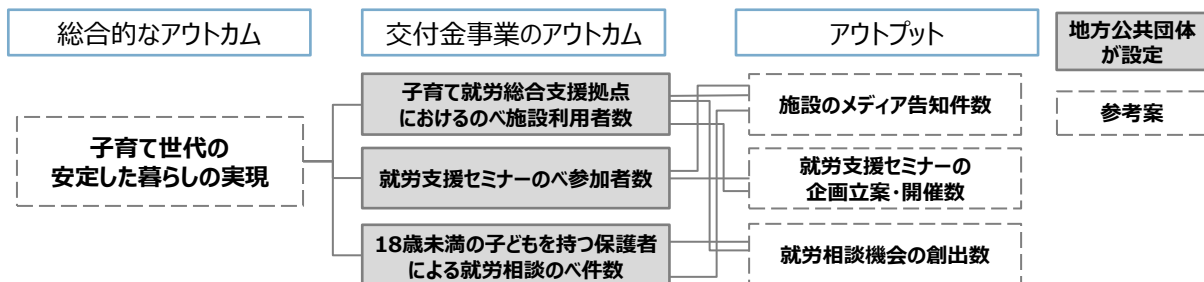 総合的なアウトカム
交付金事業のアウトカム
アウトプット
地方公共団体
が設定
参考案
子育て世代の
安定した暮らしの実現
子育て就労総合支援拠点
におけるのべ施設利用者数
就労支援セミナーのべ参加者数
18歳未満の子どもを持つ保護者
による就労相談のべ件数
施設のメディア告知件数
就労支援セミナーの
企画立案・開催数
就労相談機会の創出数